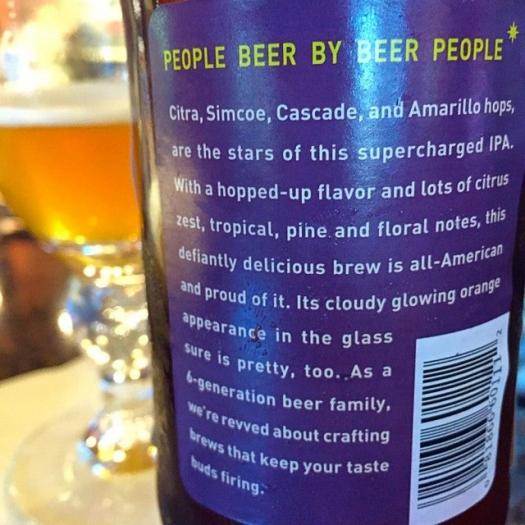 PEOPLE BEER BY BEER PEOPLE*
Citra, Simcoe, Cascade, and Amarillo hops,
are the stars of this supercharged IPA.
With a hopped-up flavor and lots of citrus
zest, tropical, pine and floral notes, this
defiantly delicious brew is all-American
and proud of it. Its cloudy glowing orange
appearance in the glass
sure is pretty, too. As a
6-generation beer family,
we're revved about crafting
brews that keep your taste
buds firing.